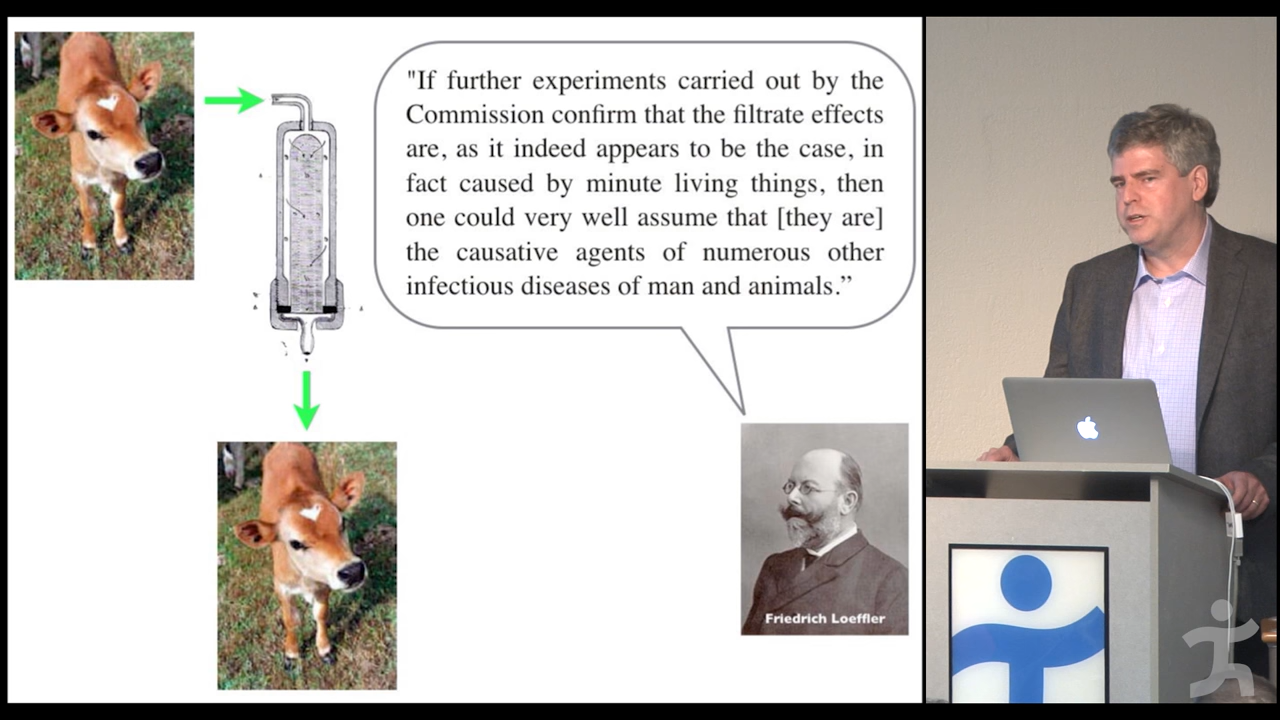 "If further experiments carried out by the
Commission confirm that the filtrate effects
are, as it indeed appears to be the case, in
fact caused by minute living things, then
one could very well assume that [they are]
the causative agents of numerous other
infectious diseases of man and animals.”
Friedrich Loeffler